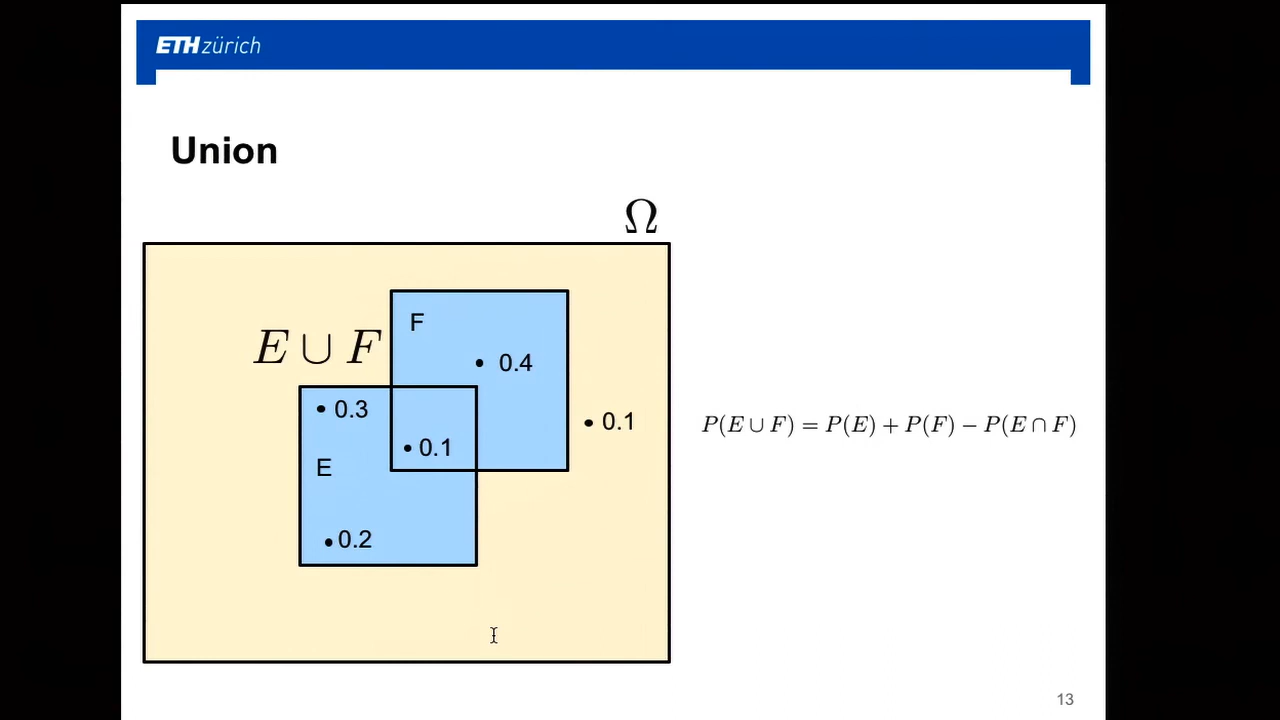 ETH zürich
Union
Ω
F
E ∪ F
• 0.4
• 0.3
• 0.1
P(E ∪ F) = P(E) + P(F) − P(E ∩ F)
• 0.1
E
• 0.2
13